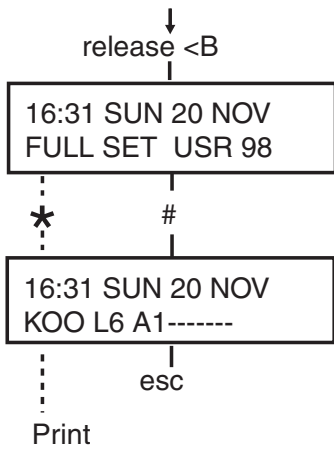 release <B
16:31 SUN 20 NOV
FULL SET USR 98
* #
16:31 SUN 20 NOV
KOO L6 A1-------
esc
Print